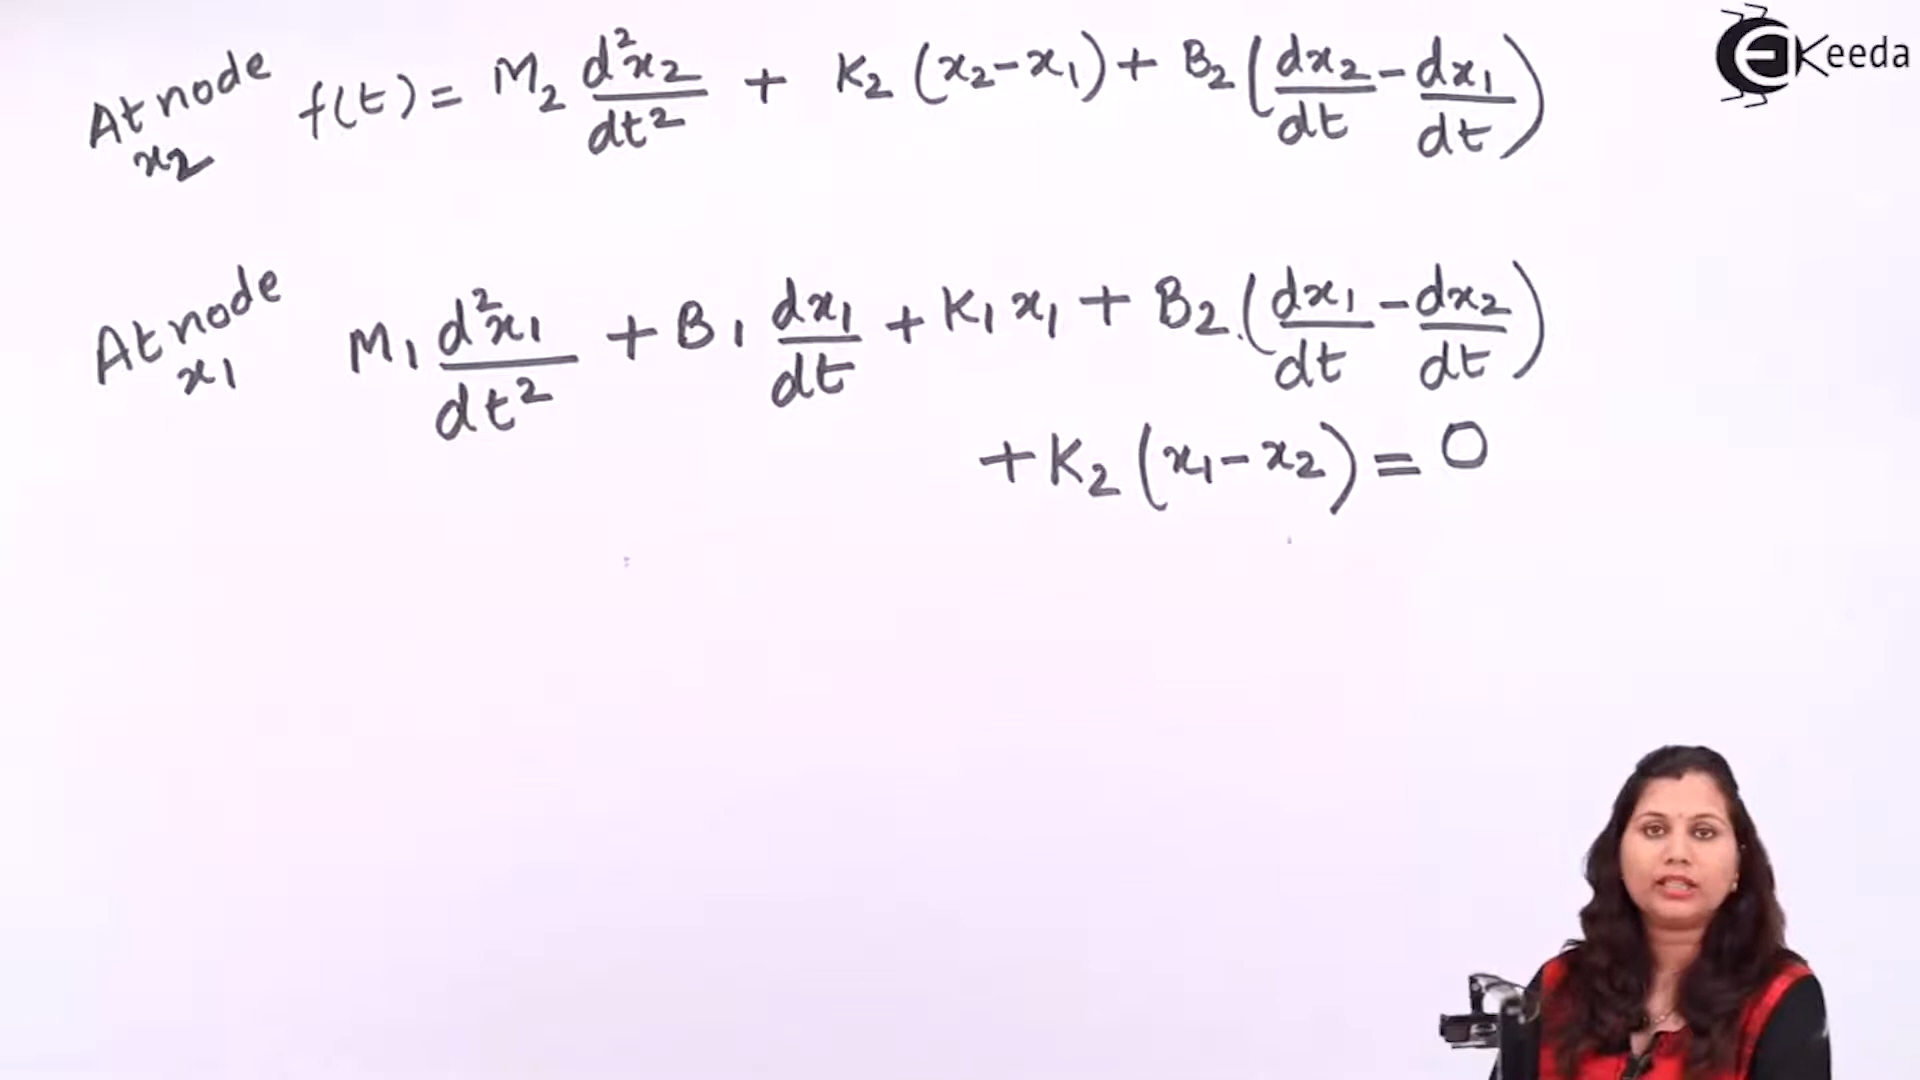 EKeeda
At node x2 f(t) = M2 d²x2/dt² + K2 (x2 - x1) + B2 (dx2/dt - dx1/dt)
At node x1 M1 d²x1/dt² + B1 dx1/dt + K1 x1 + B2 (dx1/dt - dx2/dt)
+ K2 (x1 - x2) = 0